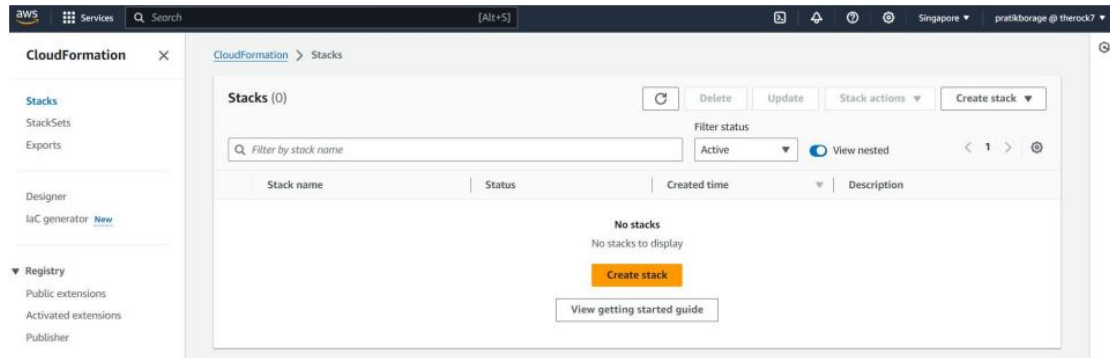 aws Services Search [Alt+S] Singapore ▼ pratikborage @ therock7 ▼
CloudFormation
Stacks
StackSets
Exports
Designer
IaC generator New
▼ Registry
Public extensions
Activated extensions
Publisher
CloudFormation > Stacks
Stacks (0)
Delete Update Stack actions ▼ Create stack ▼
Filter status
Filter by stack name Active ▼ View nested < 1 >
Stack name Status Created time ▼ Description
No stacks
No stacks to display
Create stack
View getting started guide